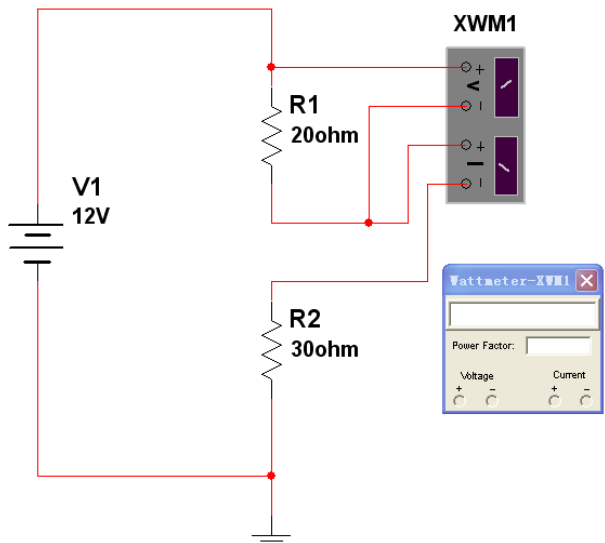 XWM1
+
V
−
+
I
−
R1
20ohm
V1
12V
R2
30ohm
Wattmeter-XWM1
Power Factor:
Voltage Current
+ − + −